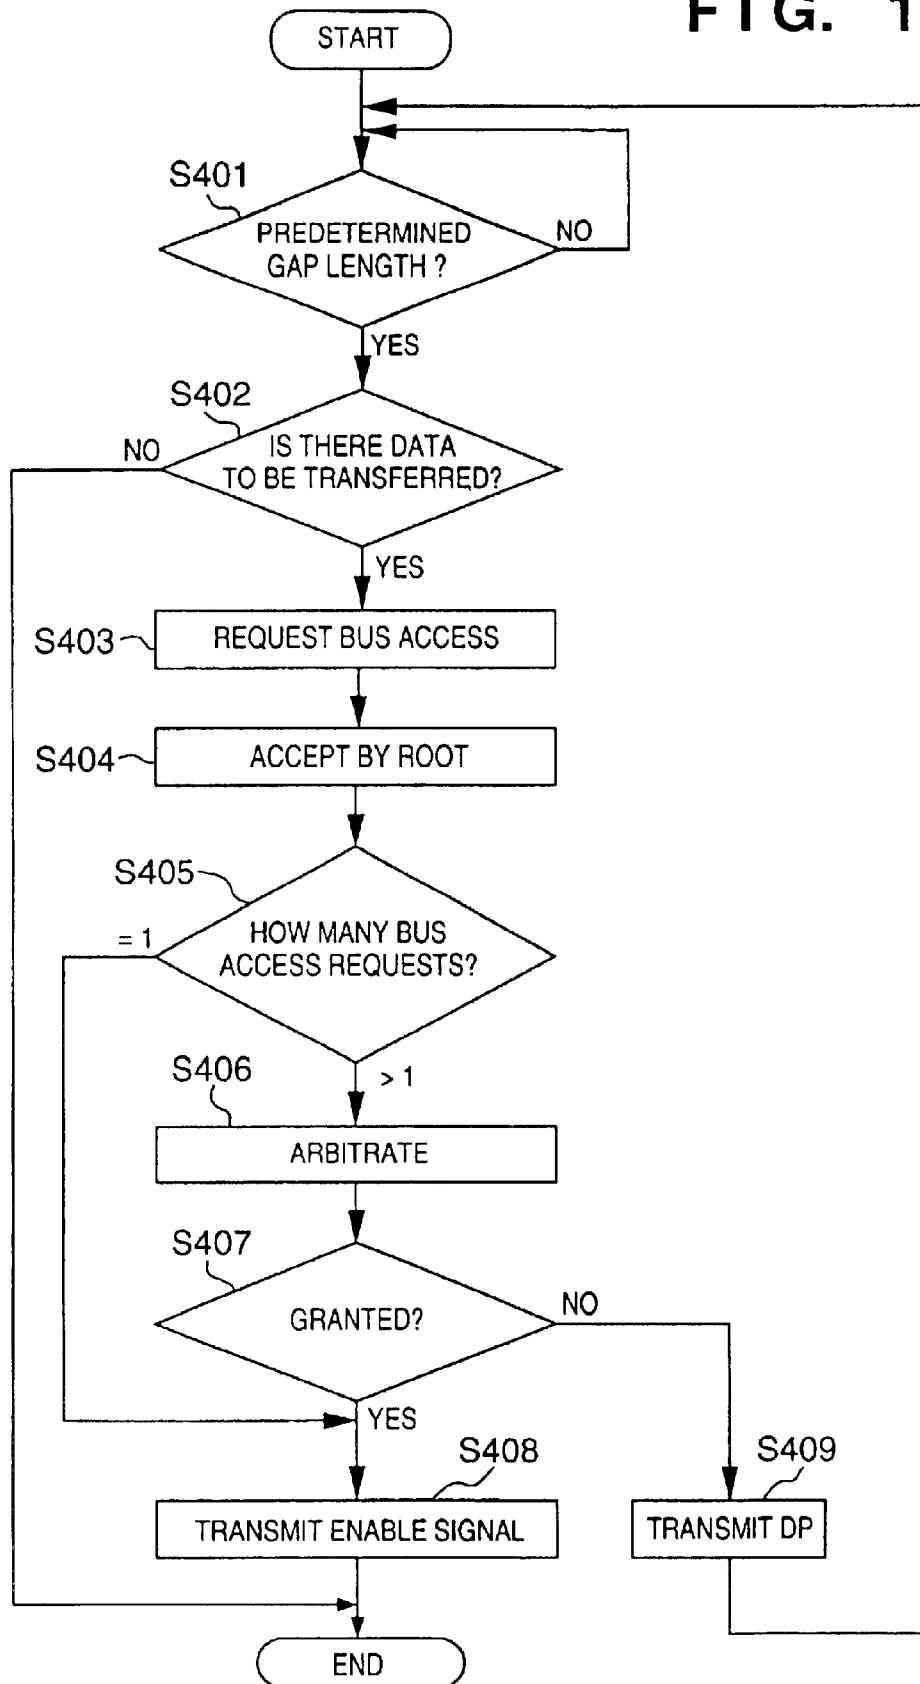 FIG. 1
START
S401
PREDETERMINED
GAP LENGTH ?
NO
YES
S402
NO
IS THERE DATA
TO BE TRANSFERRED?
YES
S403
REQUEST BUS ACCESS
S404
ACCEPT BY ROOT
S405
= 1
HOW MANY BUS
ACCESS REQUESTS?
> 1
S406
ARBITRATE
S407
GRANTED?
NO
YES
S408
TRANSMIT ENABLE SIGNAL
S409
TRANSMIT DP
END